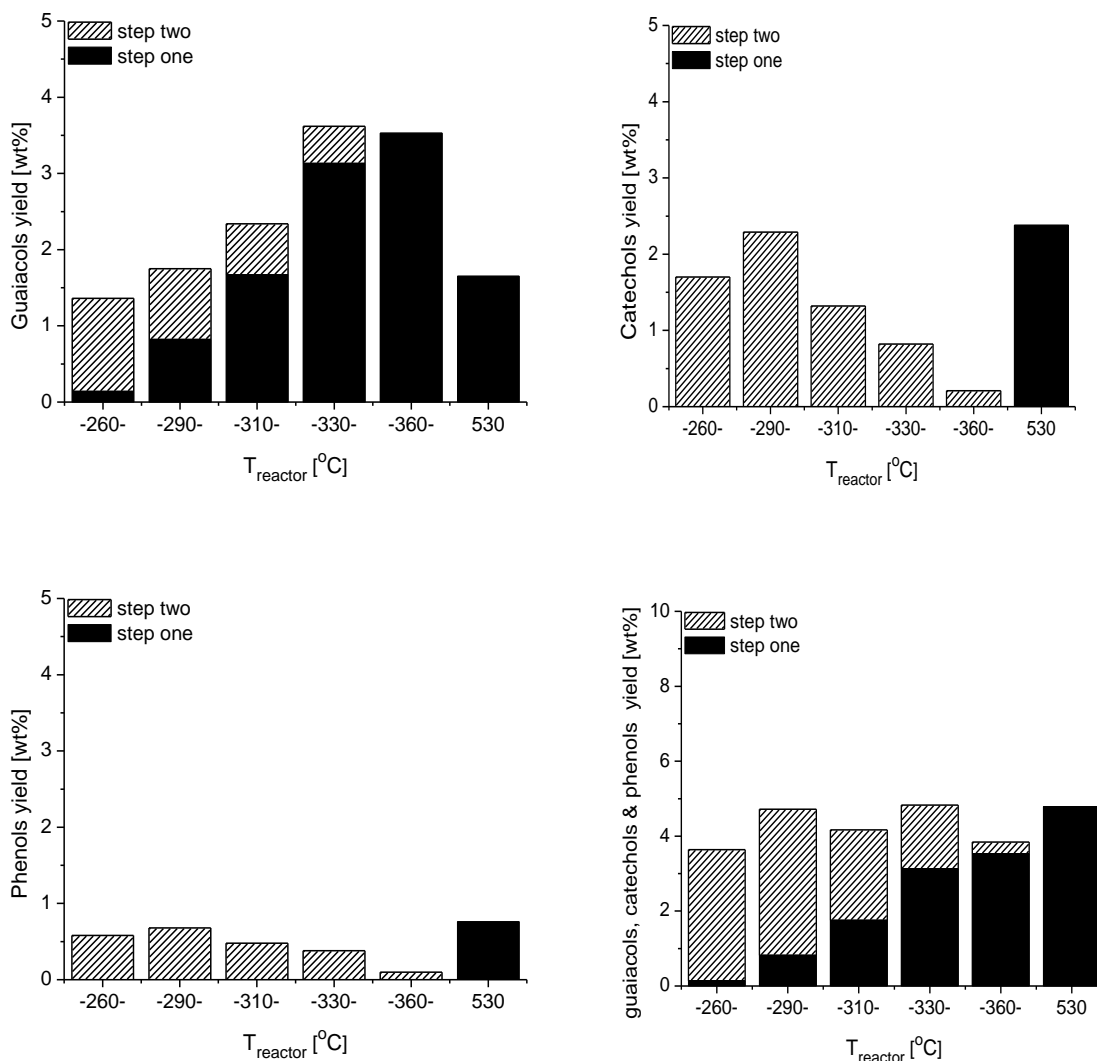 step two
step one
5
4
3
2
1
0
Guaiacols yield [wt%]
-260- -290- -310- -330- -360- 530
T_reactor [°C]
step two
step one
5
4
3
2
1
0
Catechols yield [wt%]
-260- -290- -310- -330- -360- 530
T_reactor [°C]
step two
step one
5
4
3
2
1
0
Phenols yield [wt%]
-260- -290- -310- -330- -360- 530
T_reactor [°C]
step two
step one
10
8
6
4
2
0
guaiacols, catechols & phenols yield [wt%]
-260- -290- -310- -330- -360- 530
T_reactor [°C]